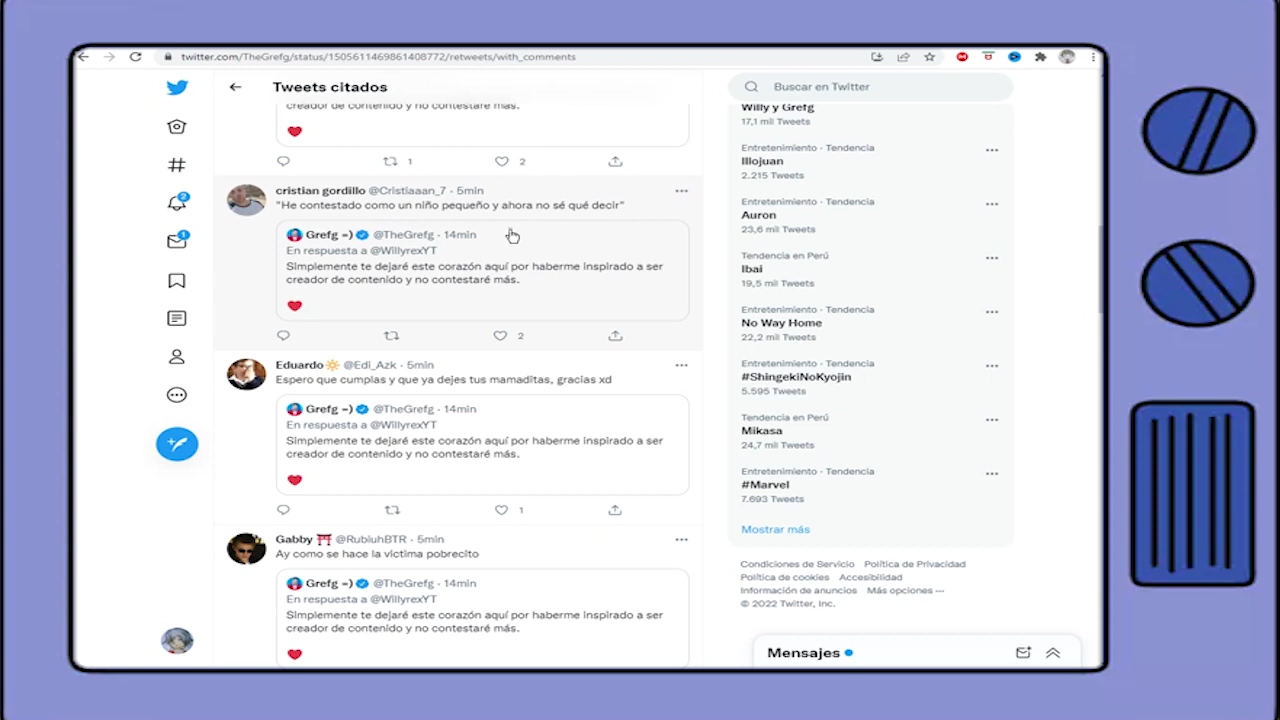 twitter.com/TheGrefg/status/1505611469861408772/retweets/with_comments
Tweets citados
creador de contenido y no contestaré más.
1 2
cristian gordillo @Cristiaaan_7 · 5min
"He contestado como un niño pequeño y ahora no sé qué decir"
Grefg =) @TheGrefg · 14min
En respuesta a @WillyrexYT
Simplemente te dejaré este corazón aquí por haberme inspirado a ser
creador de contenido y no contestaré más.
2
Eduardo @Edi_Azk · 5min
Espero que cumplas y que ya dejes tus mamaditas, gracias xd
Grefg =) @TheGrefg · 14min
En respuesta a @WillyrexYT
Simplemente te dejaré este corazón aquí por haberme inspirado a ser
creador de contenido y no contestaré más.
1
Gabby @RubiuhBTR · 5min
Ay como se hace la victima pobrecito
Grefg =) @TheGrefg · 14min
En respuesta a @WillyrexYT
Simplemente te dejaré este corazón aquí por haberme inspirado a ser
creador de contenido y no contestaré más.
2
1
Buscar en Twitter
Willy y Grefg
17,1 mil Tweets
Entretenimiento · Tendencia
Illojuan
2.215 Tweets
Entretenimiento · Tendencia
Auron
23,6 mil Tweets
Tendencia en Perú
Ibai
19,5 mil Tweets
Entretenimiento · Tendencia
No Way Home
22,2 mil Tweets
Entretenimiento · Tendencia
#ShingekiNoKyojin
5.595 Tweets
Tendencia en Perú
Mikasa
24,7 mil Tweets
Entretenimiento · Tendencia
#Marvel
7.693 Tweets
Mostrar más
Condiciones de Servicio Política de Privacidad
Política de cookies Accesibilidad
Información de anuncios Más opciones ···
© 2022 Twitter, Inc.
Mensajes